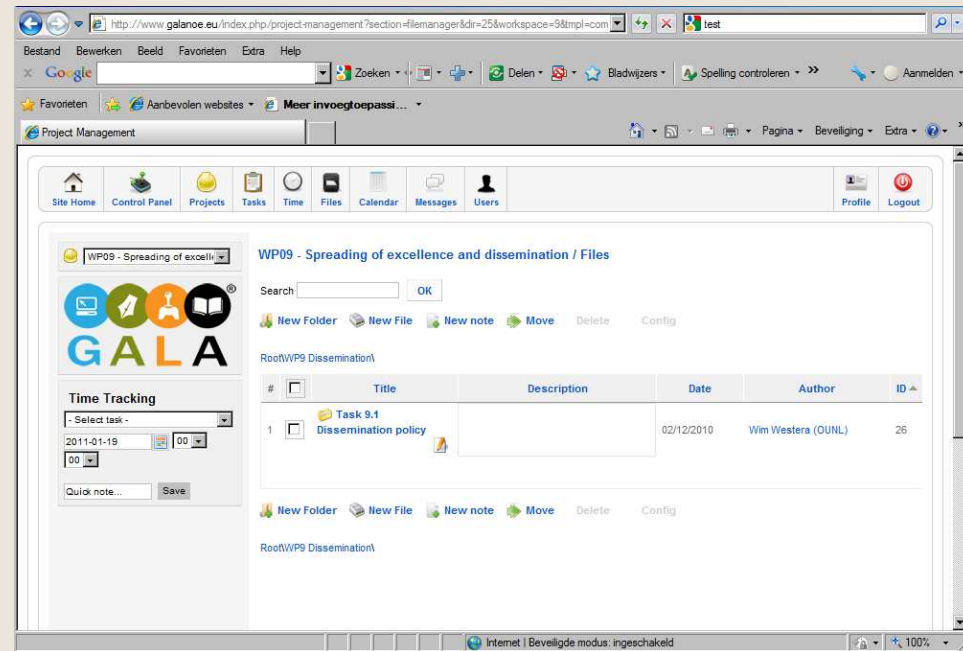 http://www.galanoe.eu/index.php/project-management?section=filemanager&dir=25&workspace=9&tmpl=com
test
Bestand Bewerken Beeld Favorieten Extra Help
x Google Zoeken Delen Bladwijzers Spelling controleren >> Aanmelden
Favorieten Aanbevolen websites Meer invoegtoepassi...
Project Management Pagina Beveiliging Extra
Site Home Control Panel Projects Tasks Time Files Calendar Messages Users Profile Logout
WP09 - Spreading of excelle
WP09 - Spreading of excellence and dissemination / Files
Search OK
New Folder New File New note Move Delete Config
GALA®
Root\WP9 Dissemination\
# Title Description Date Author ID
1 Task 9.1 Dissemination policy 02/12/2010 Wim Westera (OUNL) 26
Time Tracking
- Select task -
2011-01-19 00
00
Quick note... Save
New Folder New File New note Move Delete Config
Root\WP9 Dissemination\
Internet | Beveiligde modus: ingeschakeld 100%